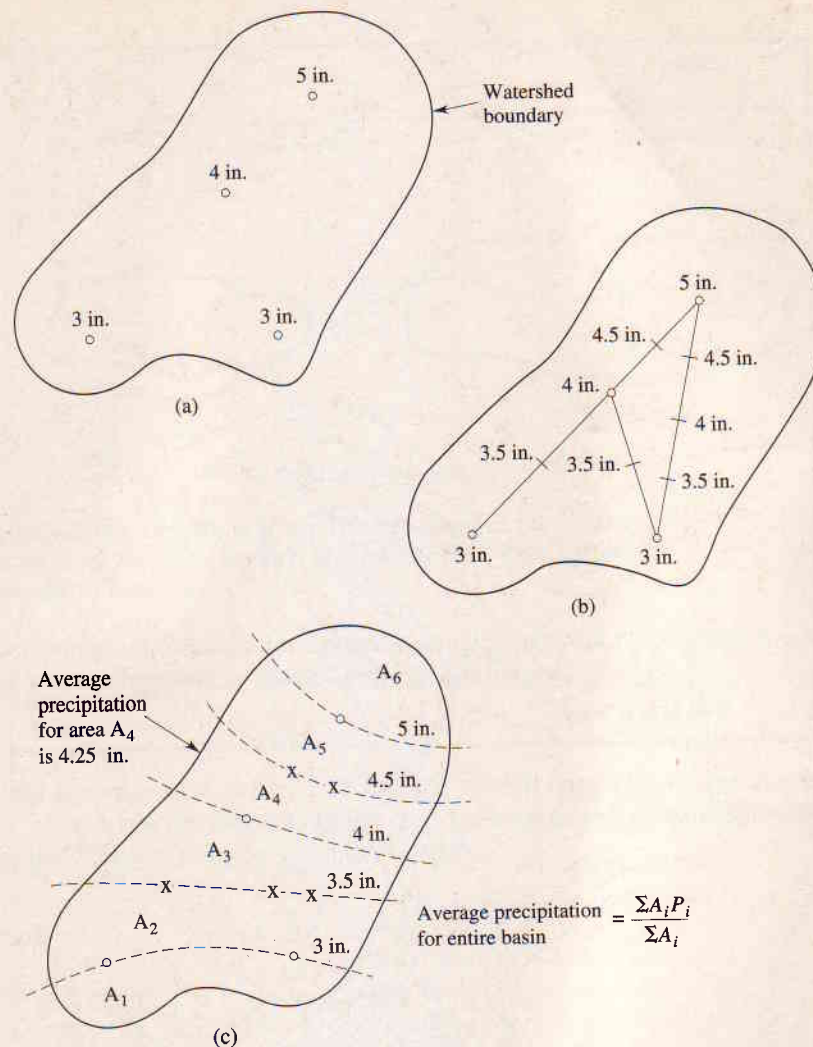 5 in.
Watershed
boundary
4 in.
3 in.
3 in.
(a)
5 in.
4.5 in.
4.5 in.
4 in.
4 in.
3.5 in.
3.5 in.
3.5 in.
3 in.
3 in.
(b)
Average
precipitation
for area A₄
is 4.25 in.
A₆
5 in.
A₅
4.5 in.
A₄
4 in.
A₃
3.5 in.
x x x x x
A₂
3 in.
A₁
(c)
Average precipitation
for entire basin = ΣAᵢPᵢ / ΣAᵢ